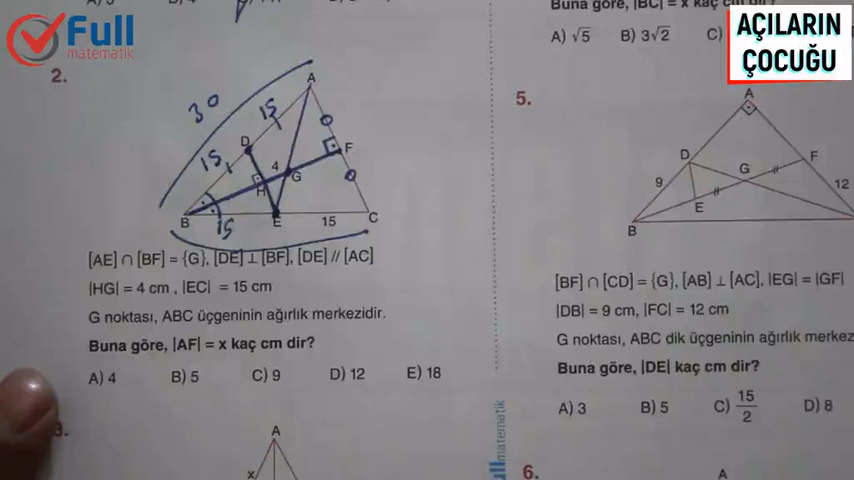 A) 3
Full
matematik
Buna göre, |BC| = x kaç cm dir?
A) √5 B) 3√2 C)
AÇILARIN
ÇOCUĞU
2.
A
30
15
15
D
F
4
G
H
B
E
C
15
15
[AE] ∩ [BF] = {G}, [DE] ⊥ [BF], [DE] // [AC]
|HG| = 4 cm , |EC| = 15 cm
G noktası, ABC üçgeninin ağırlık merkezidir.
Buna göre, |AF| = x kaç cm dir?
A) 4 B) 5 C) 9 D) 12 E) 18
3.
A
x
5.
A
D
F
G
9
12
E
B
[BF] ∩ [CD] = {G}, [AB] ⊥ [AC], |EG| = |GF|
|DB| = 9 cm, |FC| = 12 cm
G noktası, ABC dik üçgeninin ağırlık merkez
Buna göre, |DE| kaç cm dir?
A) 3 B) 5 C) 15/2 D) 8
matematik
6.
A